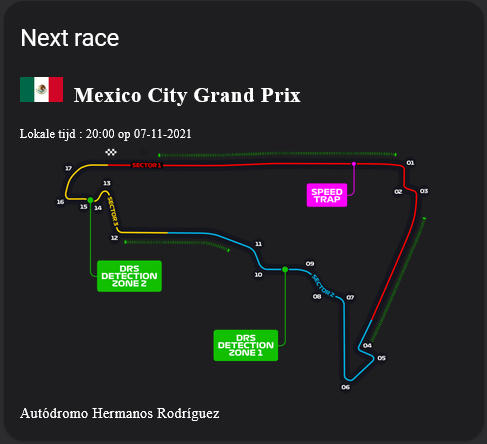 Next race
Mexico City Grand Prix
Lokale tijd : 20:00 op 07-11-2021
17
SECTOR 1
01
13
SPEED
TRAP
02
03
16
15
14
SECTOR 3
12
11
DRS
DETECTION
ZONE 2
10
09
SECTOR 2
08
07
DRS
DETECTION
ZONE 1
04
05
06
Autódromo Hermanos Rodríguez